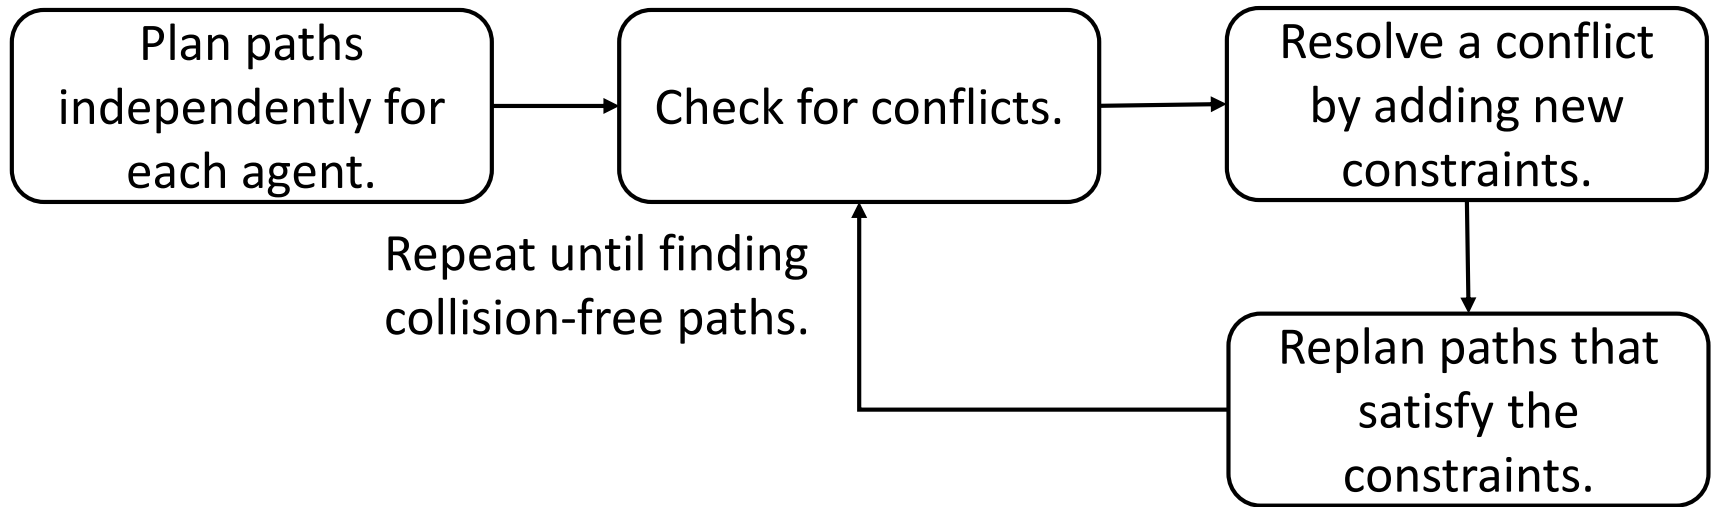 Plan paths
independently for
each agent.
Check for conflicts.
Resolve a conflict
by adding new
constraints.
Repeat until finding
collision-free paths.
Replan paths that
satisfy the
constraints.